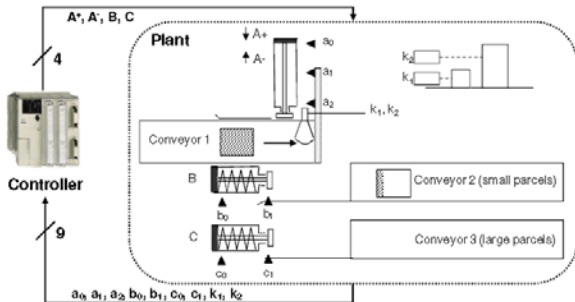 A⁺, A⁻, B, C
4
Controller
9
a₀, a₁, a₂, b₀, b₁, c₀, c₁, k₁, k₂
Plant
A+
A-
a₀
a₁
a₂
k₁, k₂
k₂
k₁
Conveyor 1
B
b₀
b₁
Conveyor 2 (small parcels)
C
c₀
c₁
Conveyor 3 (large parcels)